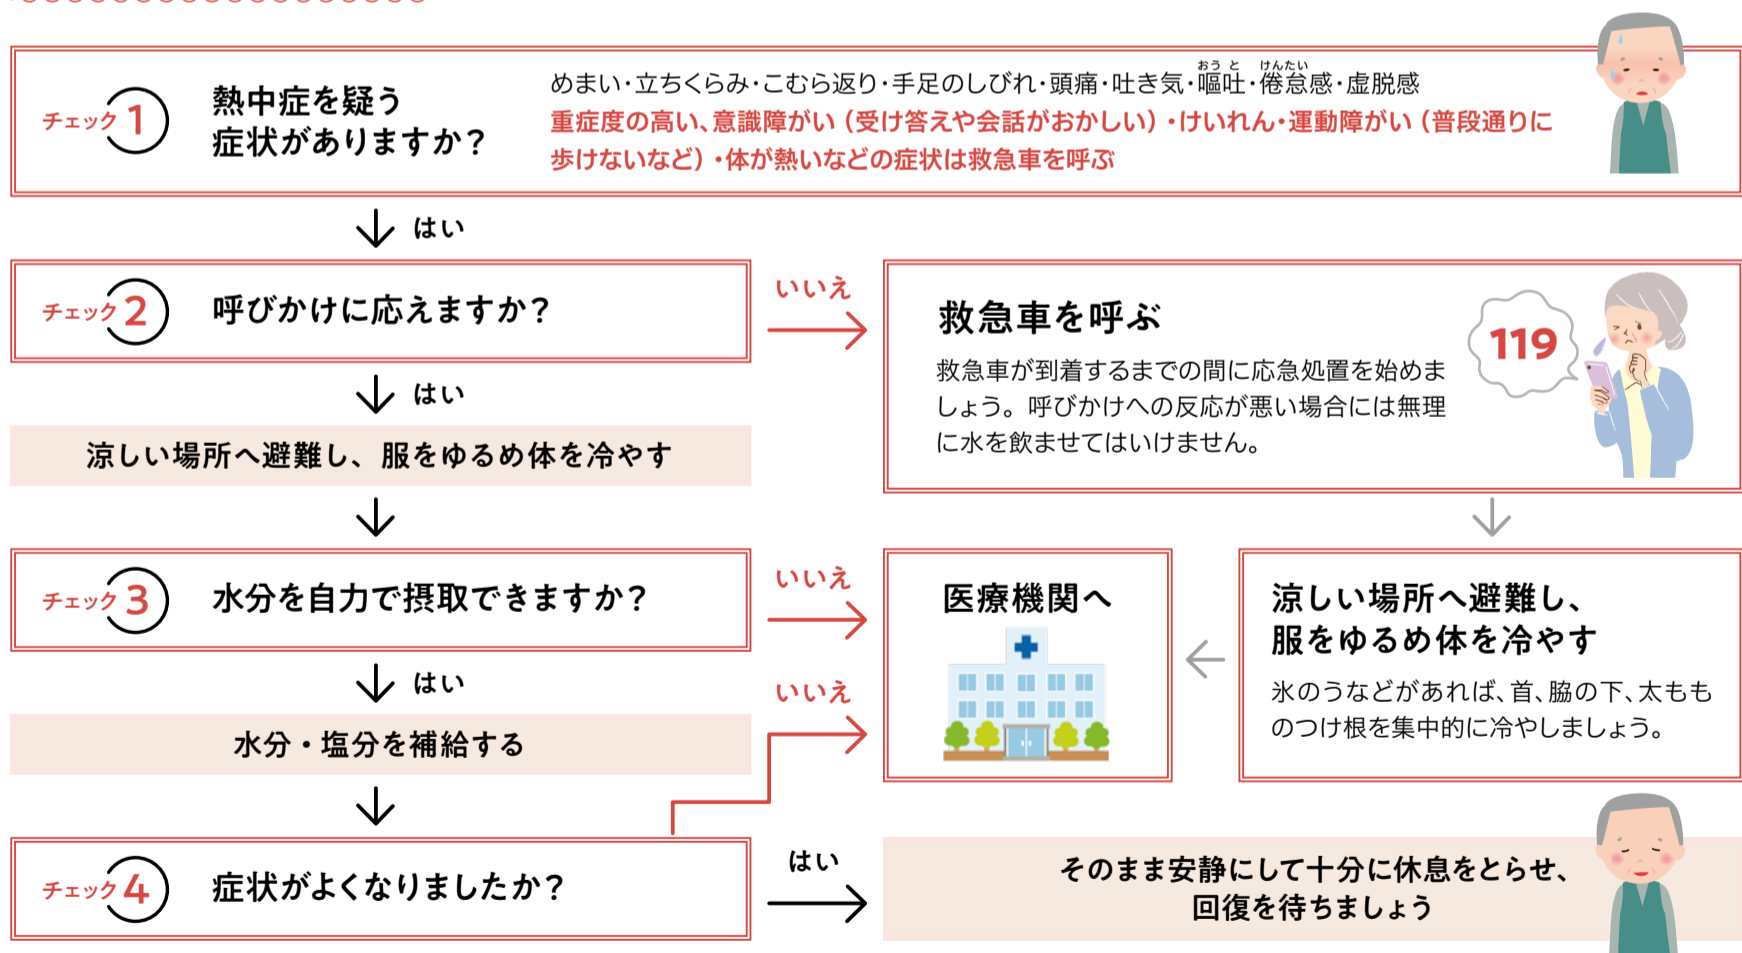 チェック 1
熱中症を疑う
症状がありますか？
おう と けんたい
めまい・立ちくらみ・こむら返り・手足のしびれ・頭痛・吐き気・嘔吐・倦怠感・虚脱感
重症度の高い、意識障がい（受け答えや会話がおかしい）・けいれん・運動障がい（普段通りに
歩けないなど）・体が熱いなどの症状は救急車を呼ぶ
はい
チェック 2
呼びかけに応えますか？
いいえ
救急車を呼ぶ
救急車が到着するまでの間に応急処置を始めま
しょう。呼びかけへの反応が悪い場合には無理
に水を飲ませてはいけません。
119
はい
涼しい場所へ避難し、服をゆるめ体を冷やす
チェック 3
水分を自力で摂取できますか？
いいえ
医療機関へ
涼しい場所へ避難し、
服をゆるめ体を冷やす
氷のうなどがあれば、首、脇の下、太もも
のつけ根を集中的に冷やしましょう。
はい
いいえ
水分・塩分を補給する
チェック 4
症状がよくなりましたか？
はい
そのまま安静にして十分に休息をとらせ、
回復を待ちましょう